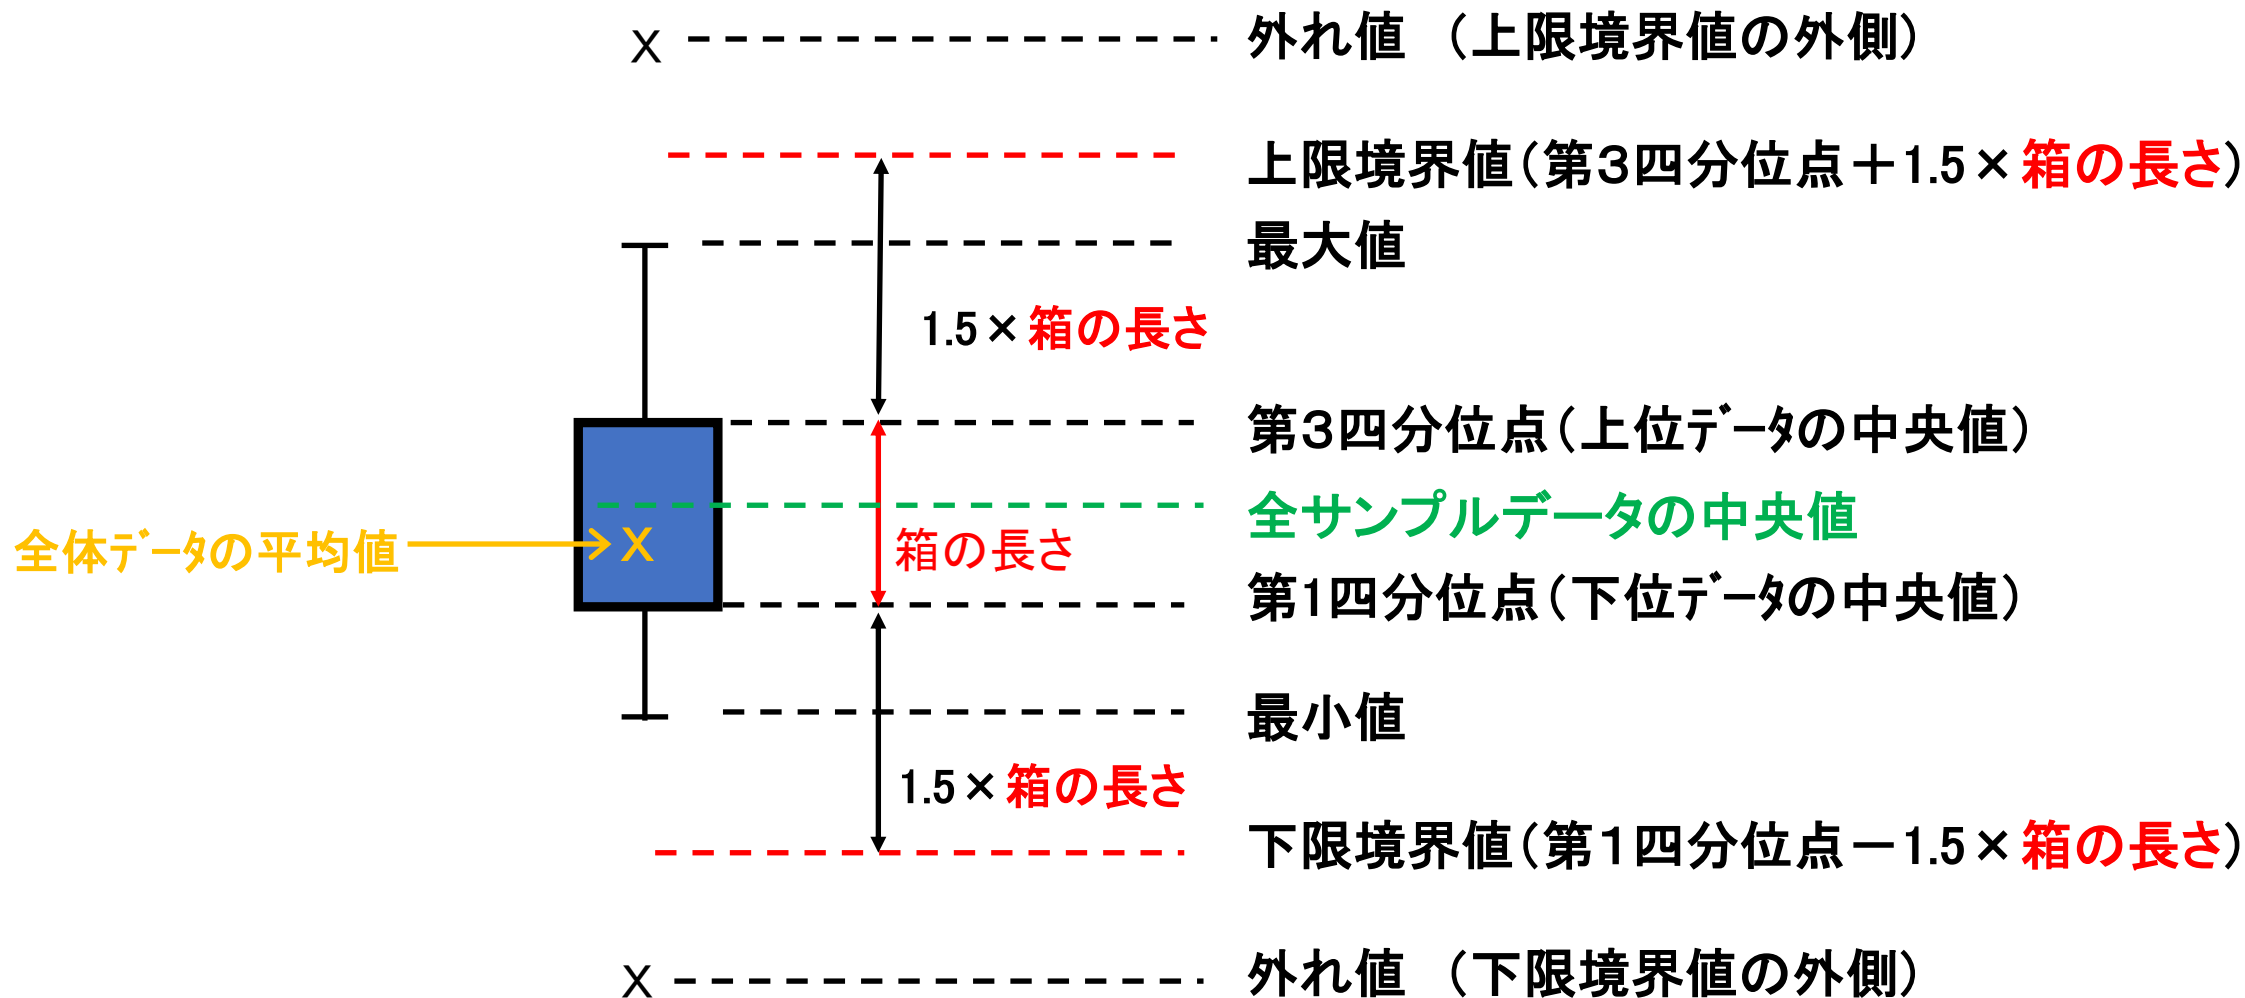 X
外れ値 (上限境界値の外側)
上限境界値(第3四分位点+1.5×箱の長さ)
最大値
1.5×箱の長さ
第3四分位点(上位データの中央値)
全サンプルデータの中央値
全体データの平均値
X
箱の長さ
第1四分位点(下位データの中央値)
最小値
1.5×箱の長さ
下限境界値(第1四分位点-1.5×箱の長さ)
X
外れ値 (下限境界値の外側)